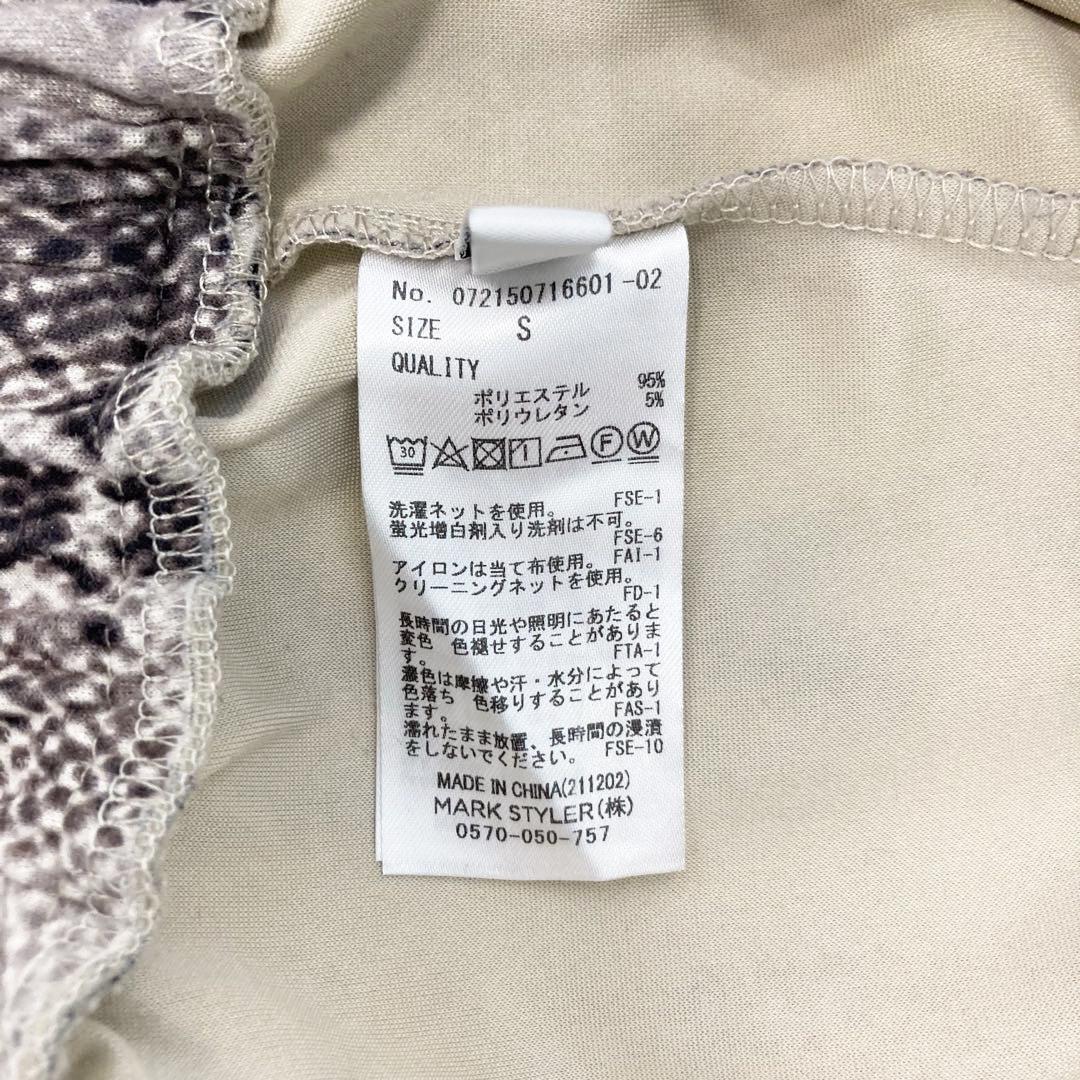 No. 072150716601-02
SIZE S
QUALITY
ポリエステル 95%
ポリウレタン 5%
30 F W
洗濯ネットを使用。 FSE-1
蛍光増白剤入り洗剤は不可。
FSE-6
アイロンは当て布使用。 FAI-1
クリーニングネットを使用。
FD-1
長時間の日光や照明にあたると
変色 色褪せすることがありま
す。 FTA-1
濃色は摩擦や汗・水分によって
色落ち 色移りすることがあり
ます。 FAS-1
濡れたまま放置、長時間の浸漬
をしないでください。 FSE-10
MADE IN CHINA(211202)
MARK STYLER(株)
0570-050-757